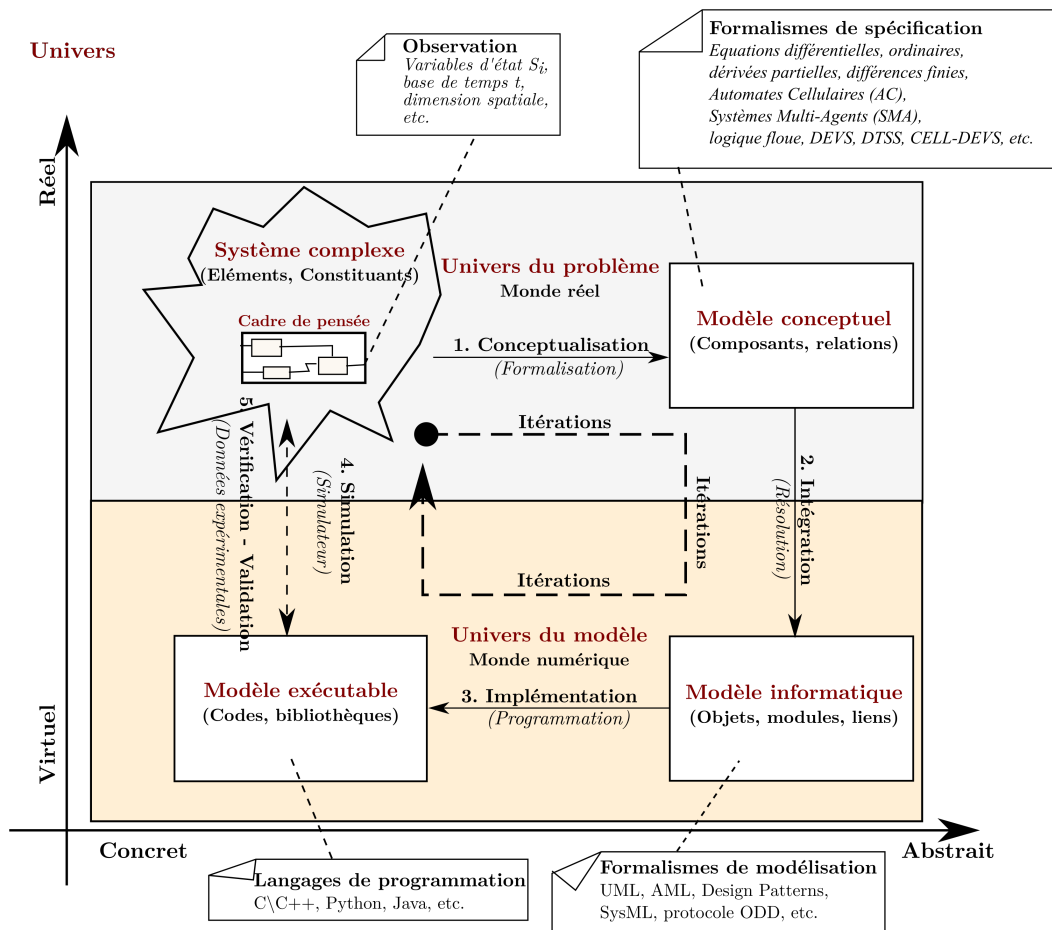 Univers
Observation
Variables d'état Si,
base de temps t,
dimension spatiale,
etc.
Formalismes de spécification
Equations différentielles, ordinaires,
dérivées partielles, différences finies,
Automates Cellulaires (AC),
Systèmes Multi-Agents (SMA),
logique floue, DEVS, DTSS, CELL-DEVS, etc.
Réel
Système complexe
(Eléments, Constituants)
Cadre de pensée
Univers du problème
Monde réel
1. Conceptualisation
(Formalisation)
Modèle conceptuel
(Composants, relations)
Itérations
Itérations
Itérations
2. Intégration
(Résolution)
4. Simulation
(Simulateur)
5. Vérification - Validation
(Données expérimentales)
Univers du modèle
Monde numérique
3. Implémentation
(Programmation)
Modèle exécutable
(Codes, bibliothèques)
Modèle informatique
(Objets, modules, liens)
Virtuel
Concret
Abstrait
Langages de programmation
C\C++, Python, Java, etc.
Formalismes de modélisation
UML, AML, Design Patterns,
SysML, protocole ODD, etc.